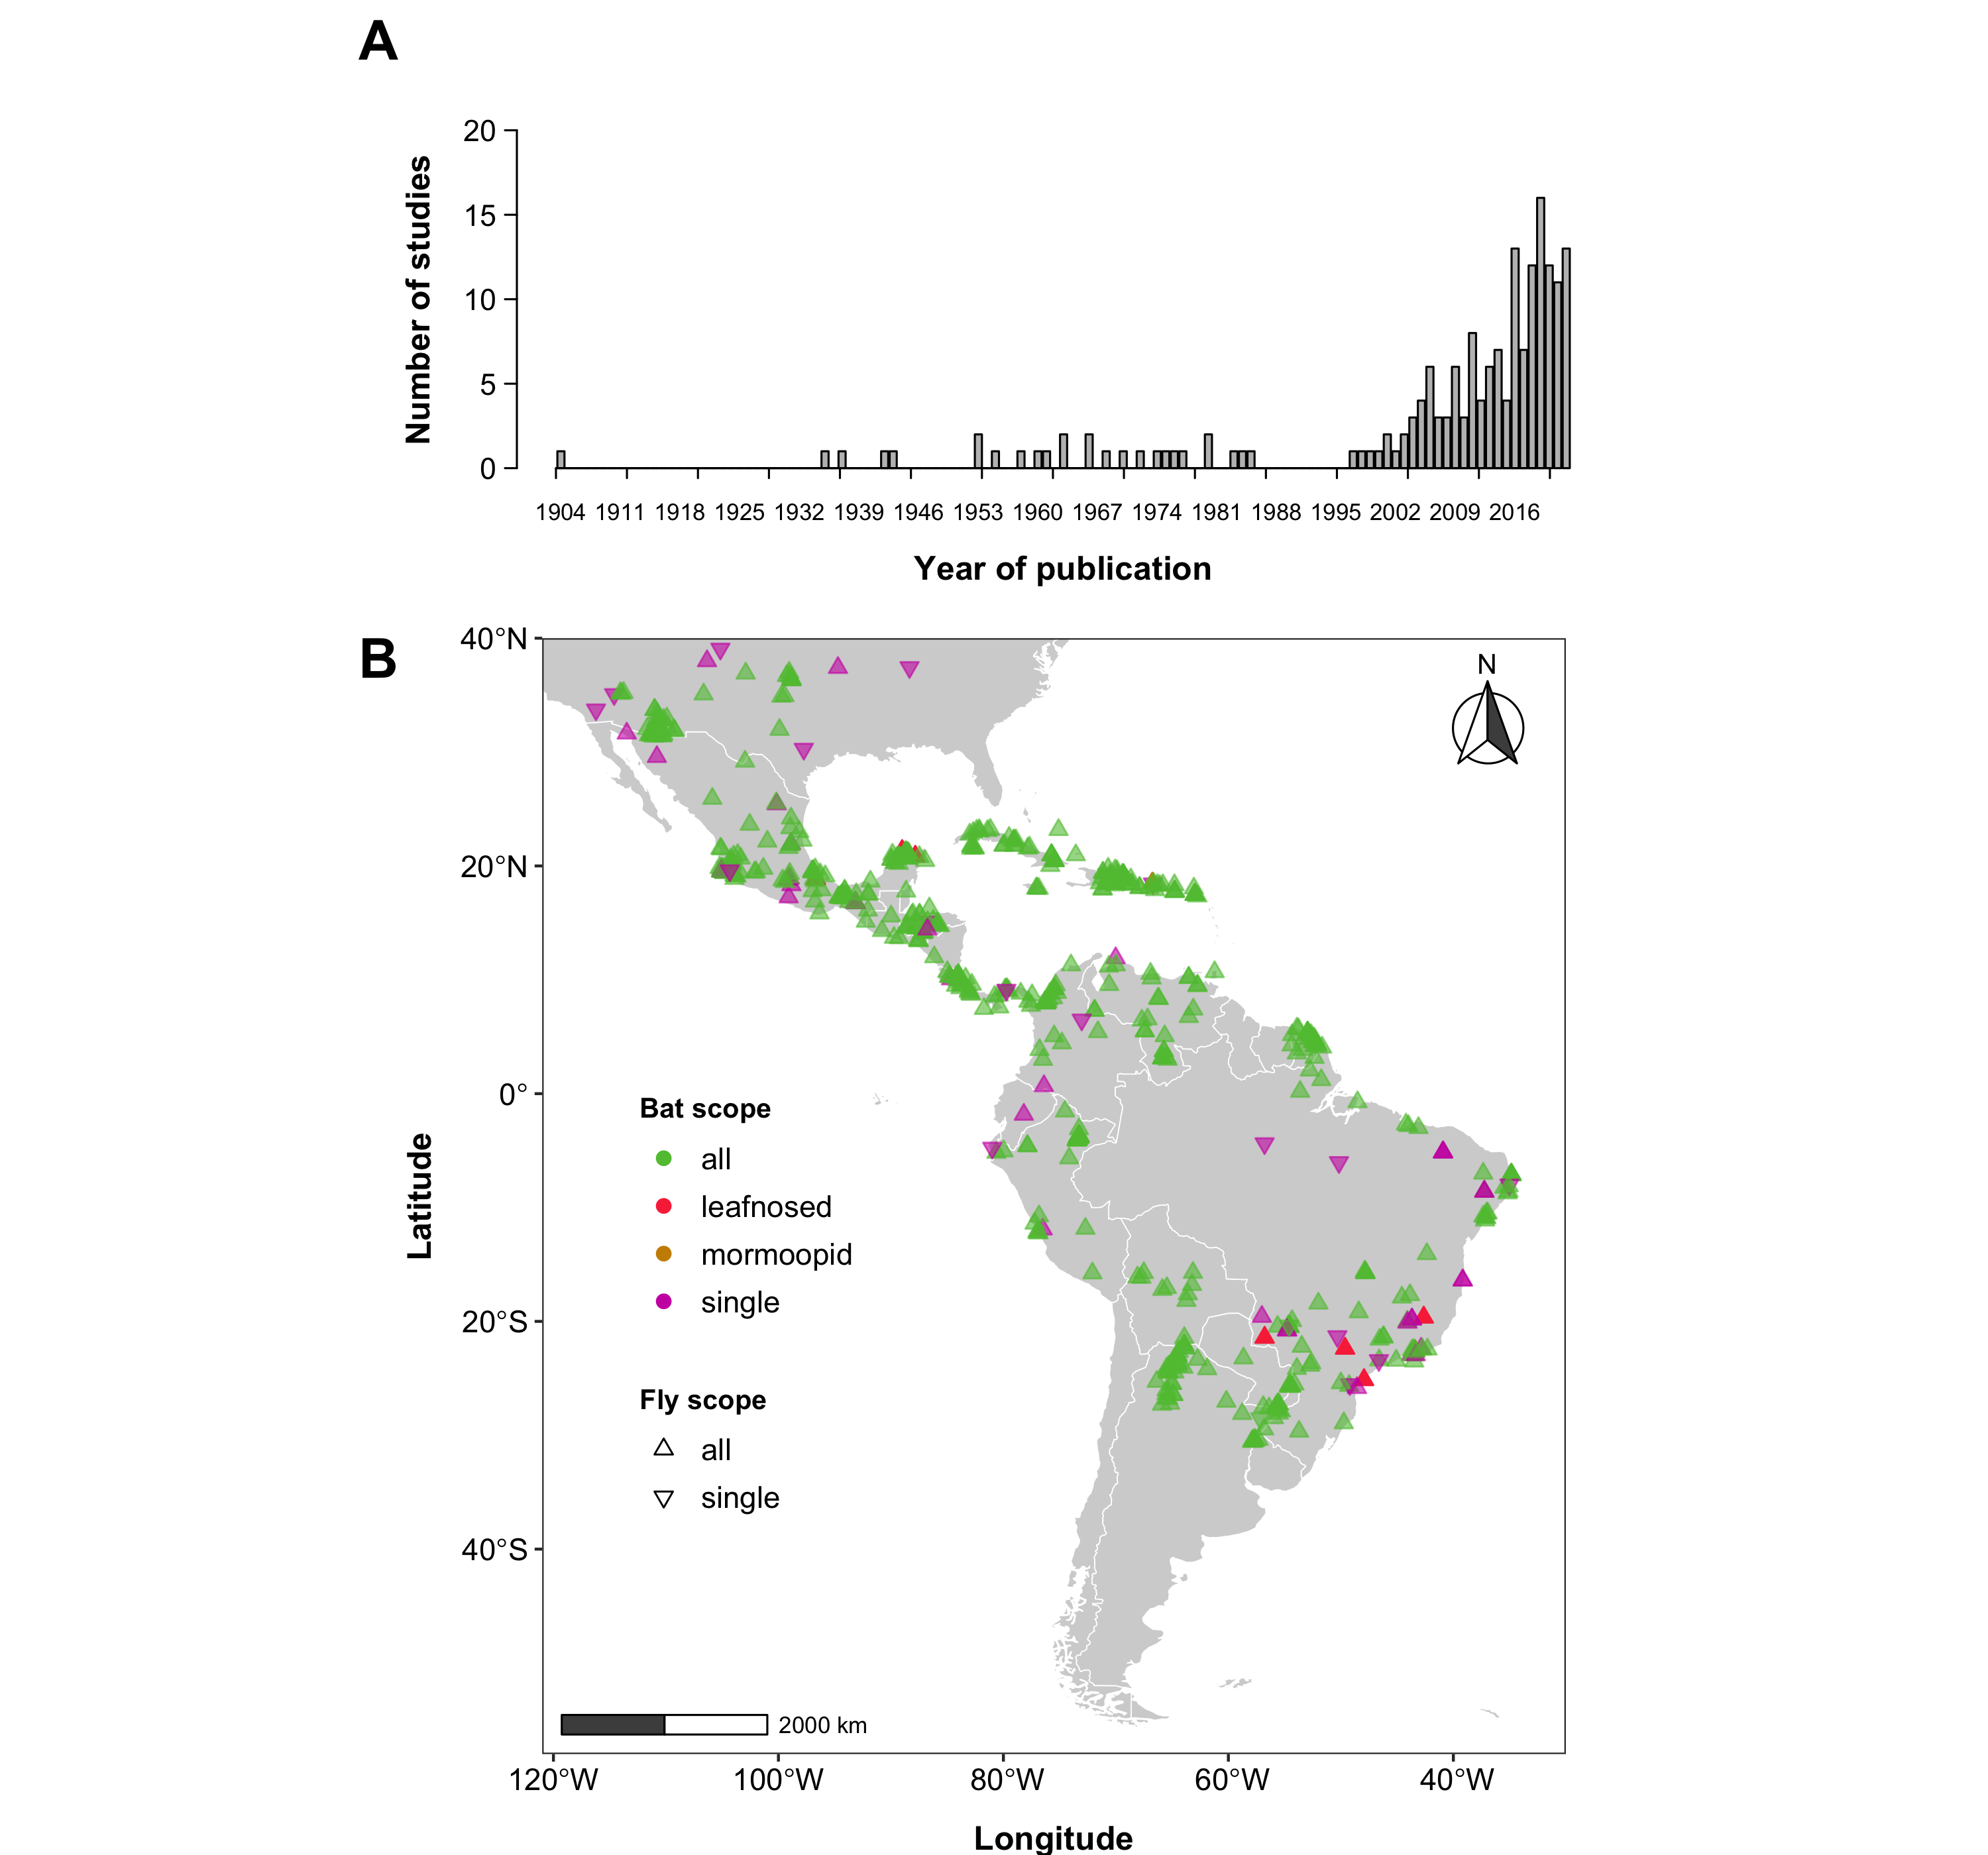 A
20
15
10
5
0
Number of studies
1904 1911 1918 1925 1932 1939 1946 1953 1960 1967 1974 1981 1988 1995 2002 2009 2016
Year of publication
B
40°N
20°N
0°
20°S
40°S
Latitude
N
Bat scope
all
leafnosed
mormoopid
single
Fly scope
all
single
2000 km
120°W 100°W 80°W 60°W 40°W
Longitude